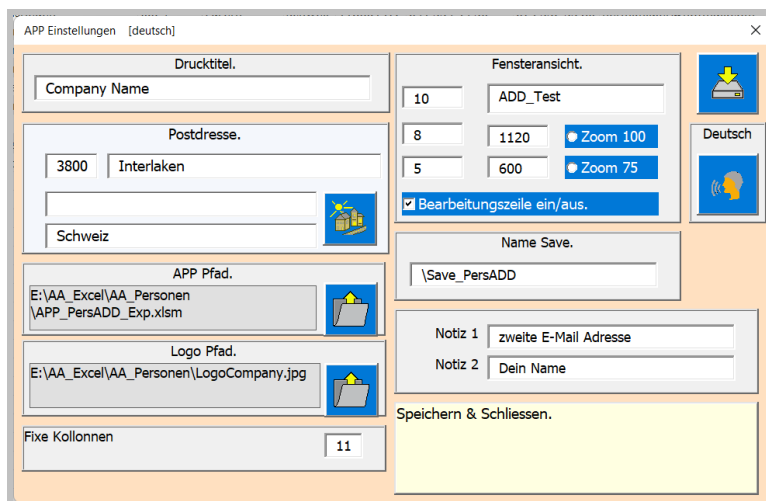 APP Einstellungen [deutsch]
Drucktitel.
Company Name
Postdresse.
3800 Interlaken
Schweiz
APP Pfad.
E:\AA_Excel\AA_Personen
\APP_PersADD_Exp.xlsm
Logo Pfad.
E:\AA_Excel\AA_Personen\LogoCompany.jpg
Fixe Kollonnen 11
Fensteransicht.
10 ADD_Test
8 1120 Zoom 100
5 600 Zoom 75
Bearbeitungszeile ein/aus.
Deutsch
Name Save.
\Save_PersADD
Notiz 1 zweite E-Mail Adresse
Notiz 2 Dein Name
Speichern & Schliessen.